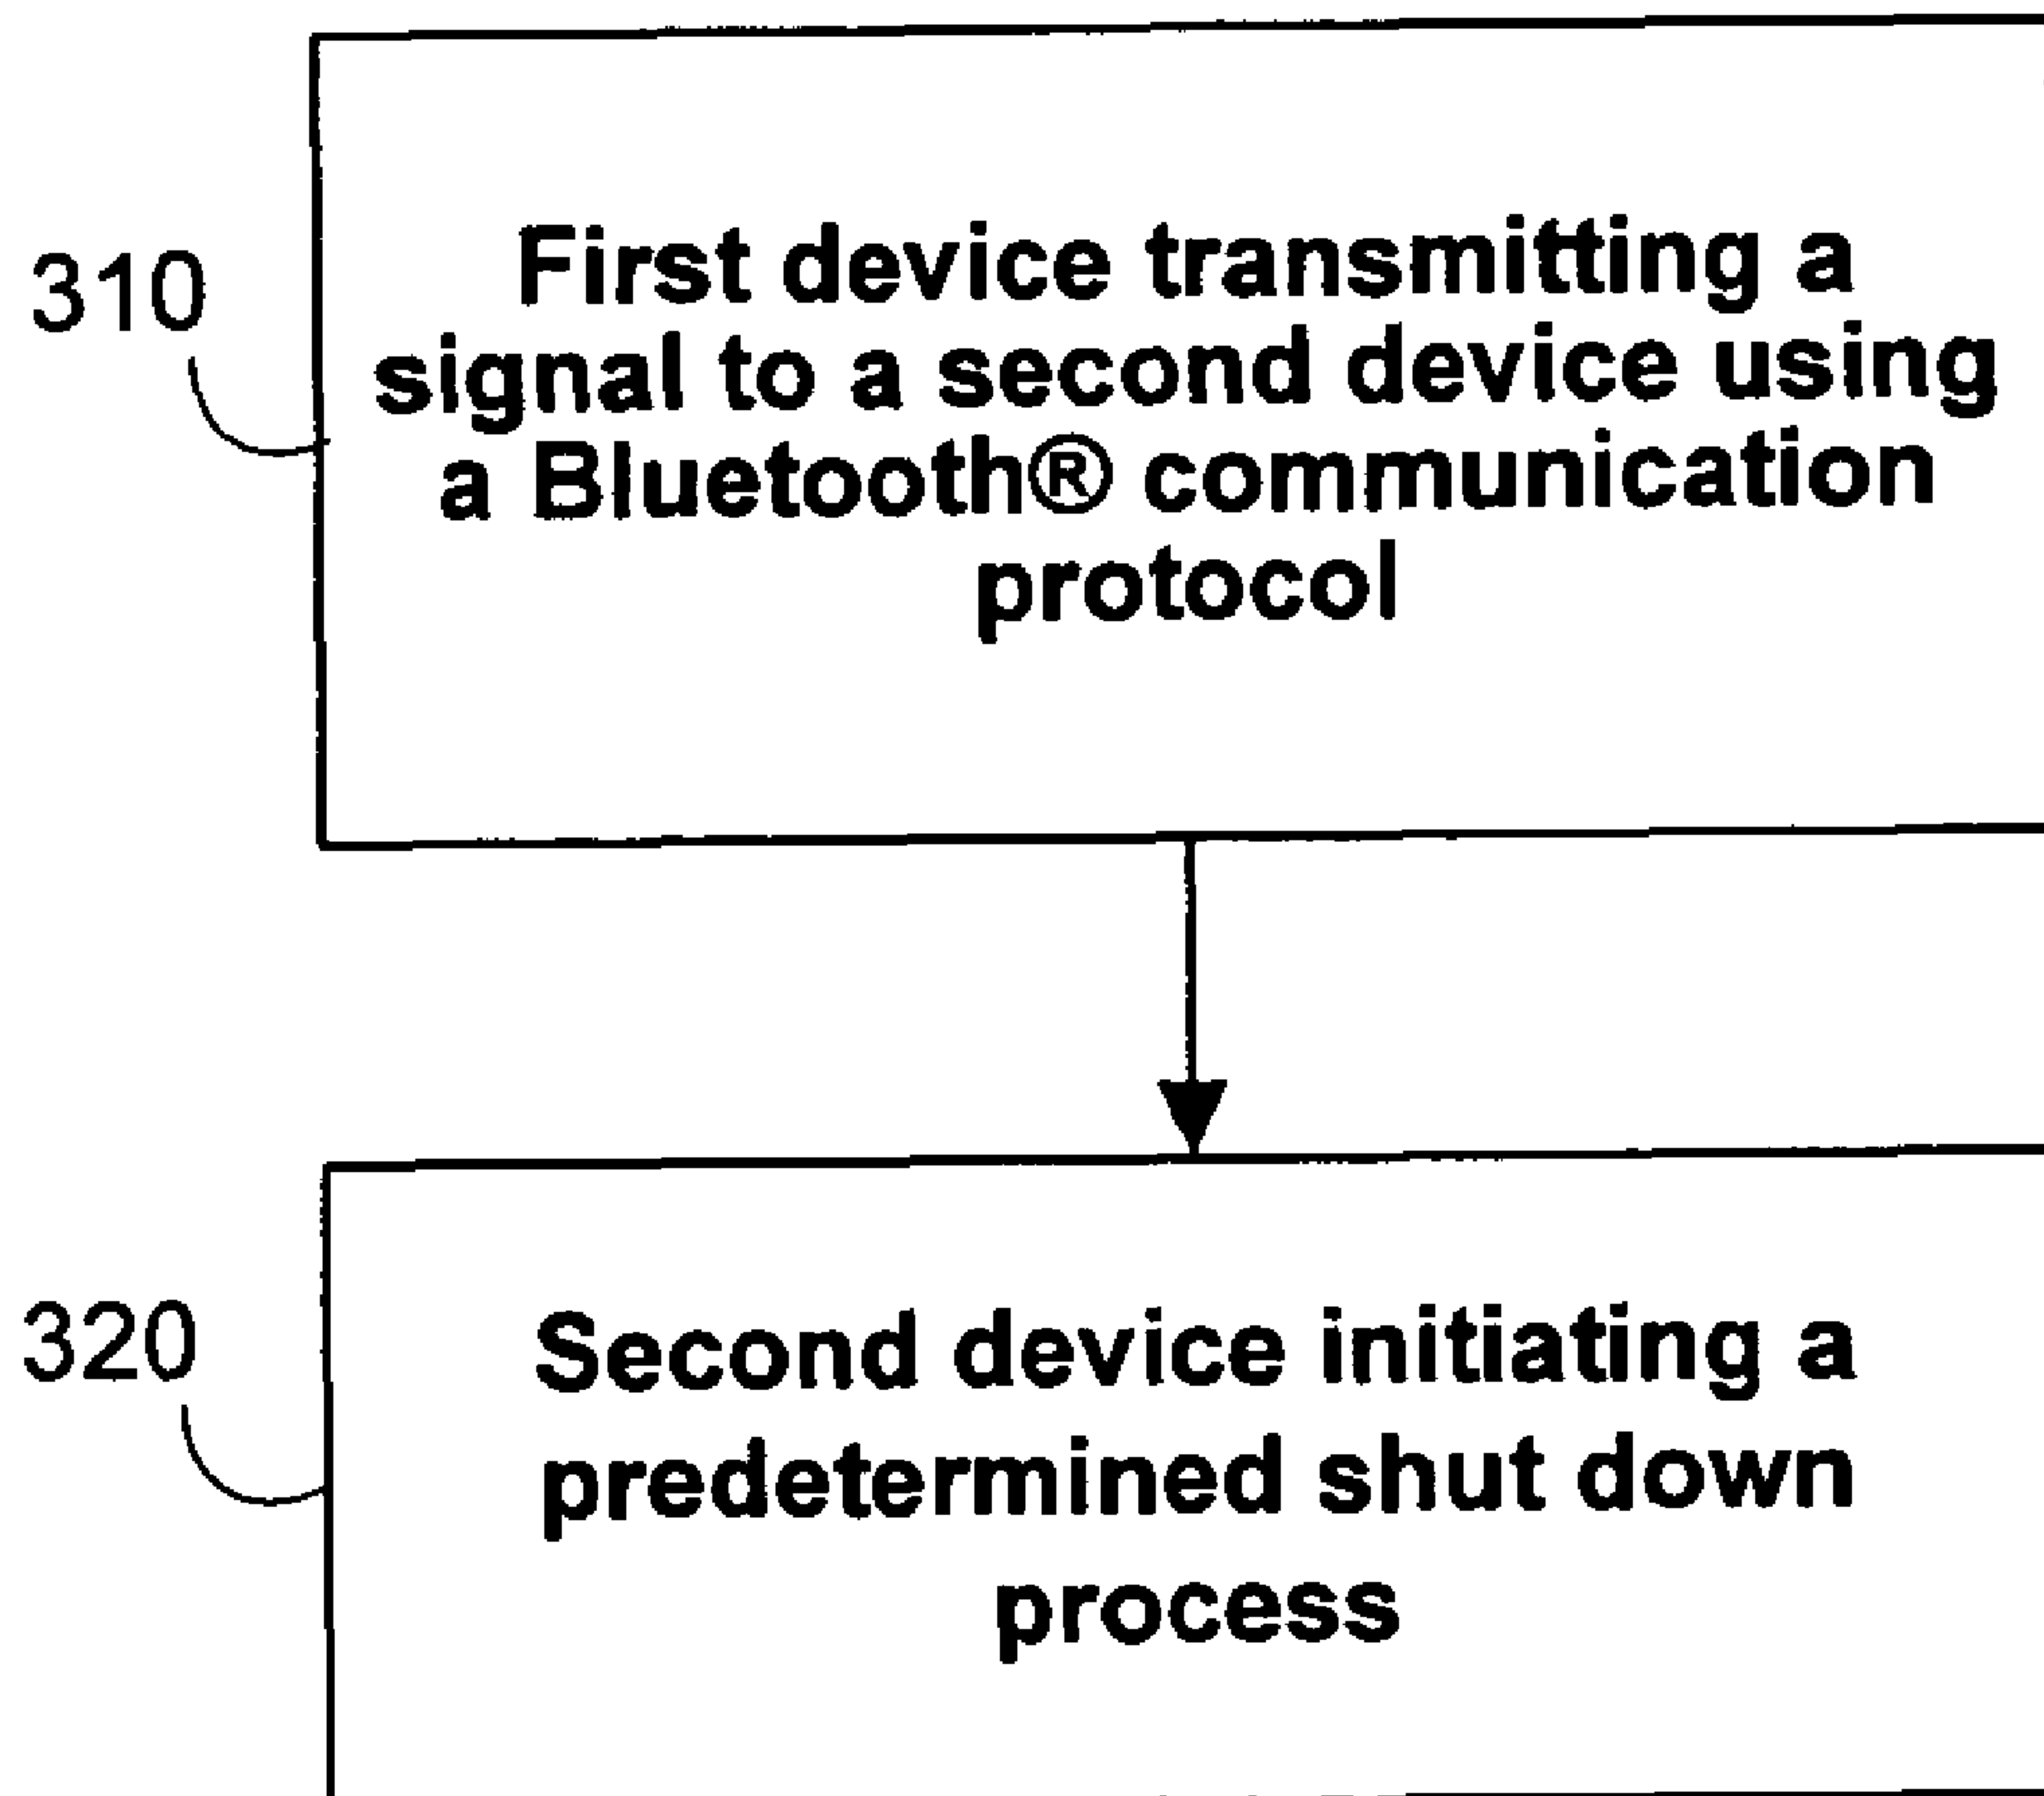 310
First device transmitting a
signal to a second device using
a Bluetooth® communication
protocol
320
Second device initiating a
predetermined shut down
process